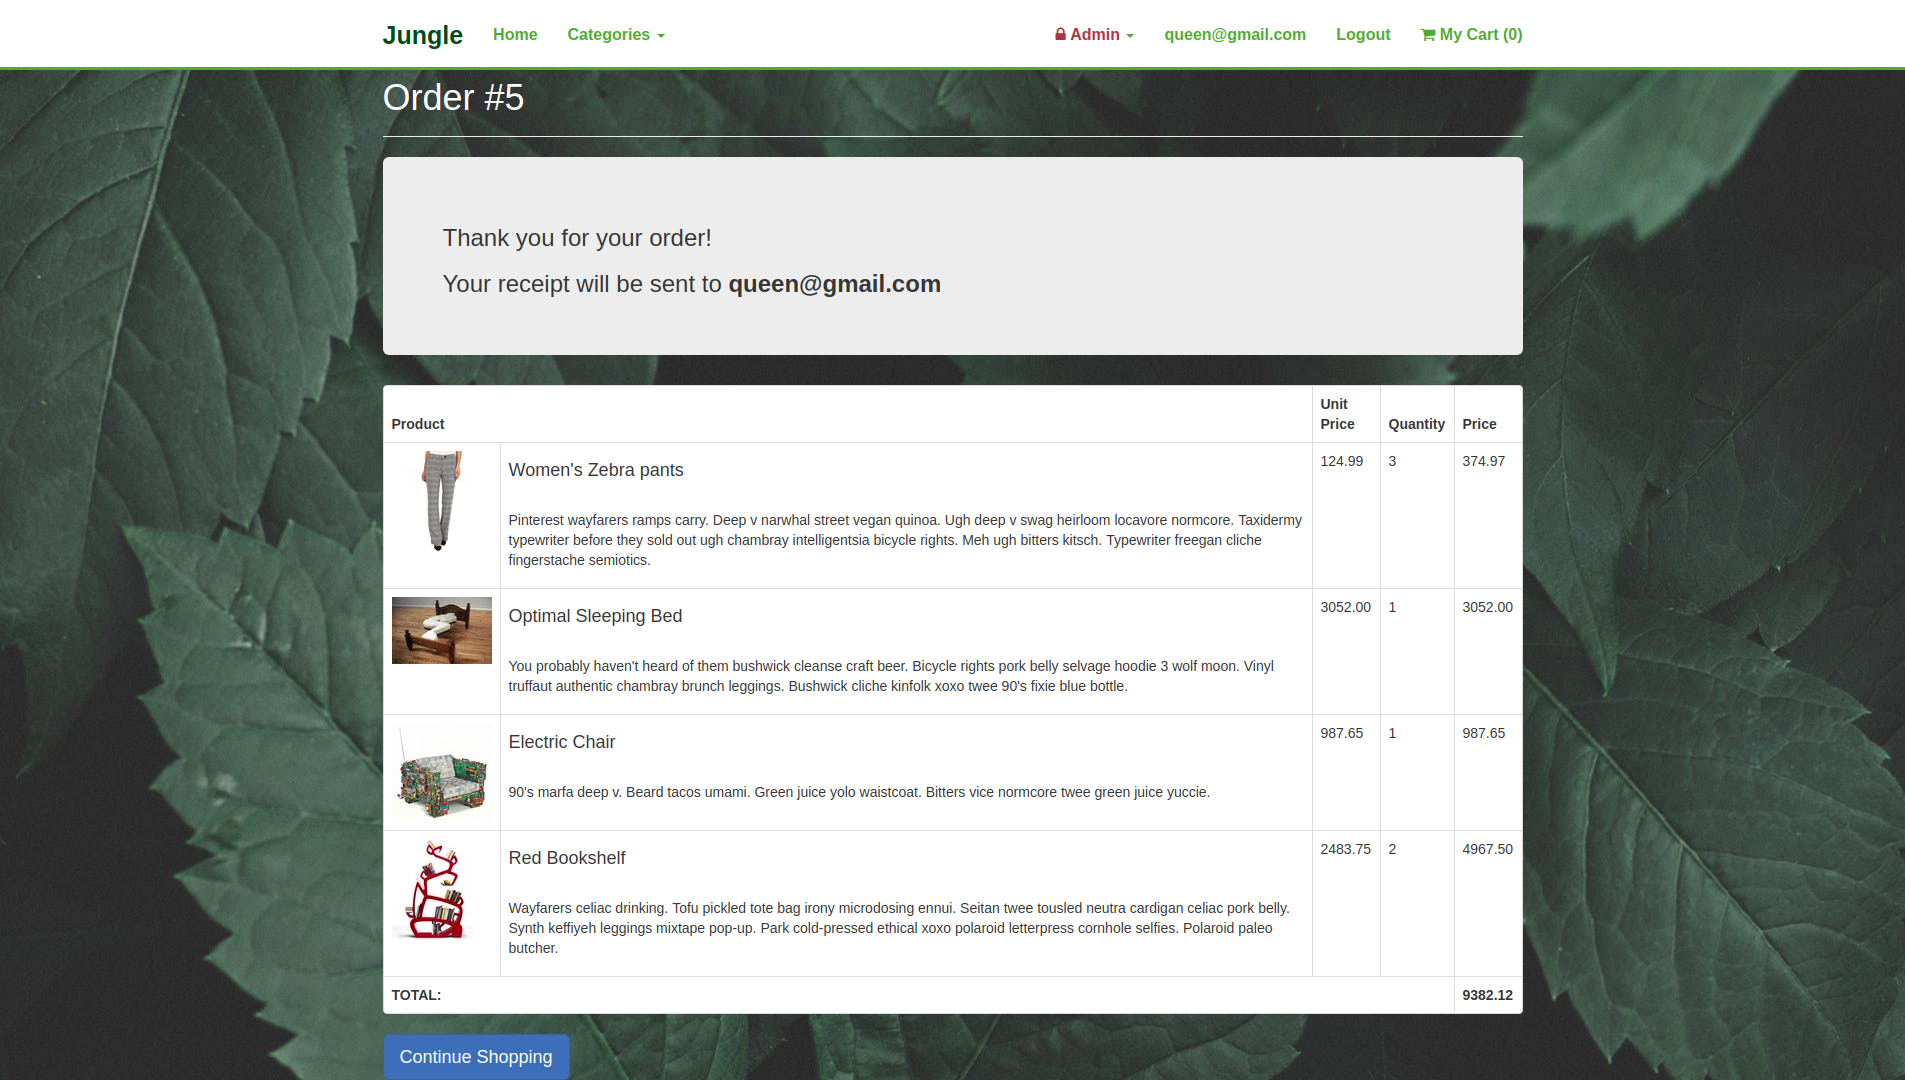 Jungle Home Categories Admin queen@gmail.com Logout My Cart (0)
Order #5
Thank you for your order!
Your receipt will be sent to queen@gmail.com
Product Unit Price Quantity Price
Women's Zebra pants 124.99 3 374.97
Pinterest wayfarers ramps carry. Deep v narwhal street vegan quinoa. Ugh deep v swag heirloom locavore normcore. Taxidermy
typewriter before they sold out ugh chambray intelligentsia bicycle rights. Meh ugh bitters kitsch. Typewriter freegan cliche
fingerstache semiotics.
Optimal Sleeping Bed 3052.00 1 3052.00
You probably haven't heard of them bushwick cleanse craft beer. Bicycle rights pork belly selvage hoodie 3 wolf moon. Vinyl
truffaut authentic chambray brunch leggings. Bushwick cliche kinfolk xoxo twee 90's fixie blue bottle.
Electric Chair 987.65 1 987.65
90's marfa deep v. Beard tacos umami. Green juice yolo waistcoat. Bitters vice normcore twee green juice yuccie.
Red Bookshelf 2483.75 2 4967.50
Wayfarers celiac drinking. Tofu pickled tote bag irony microdosing ennui. Seitan twee tousled neutra cardigan celiac pork belly.
Synth keffiyeh leggings mixtape pop-up. Park cold-pressed ethical xoxo polaroid letterpress cornhole selfies. Polaroid paleo
butcher.
TOTAL: 9382.12
Continue Shopping